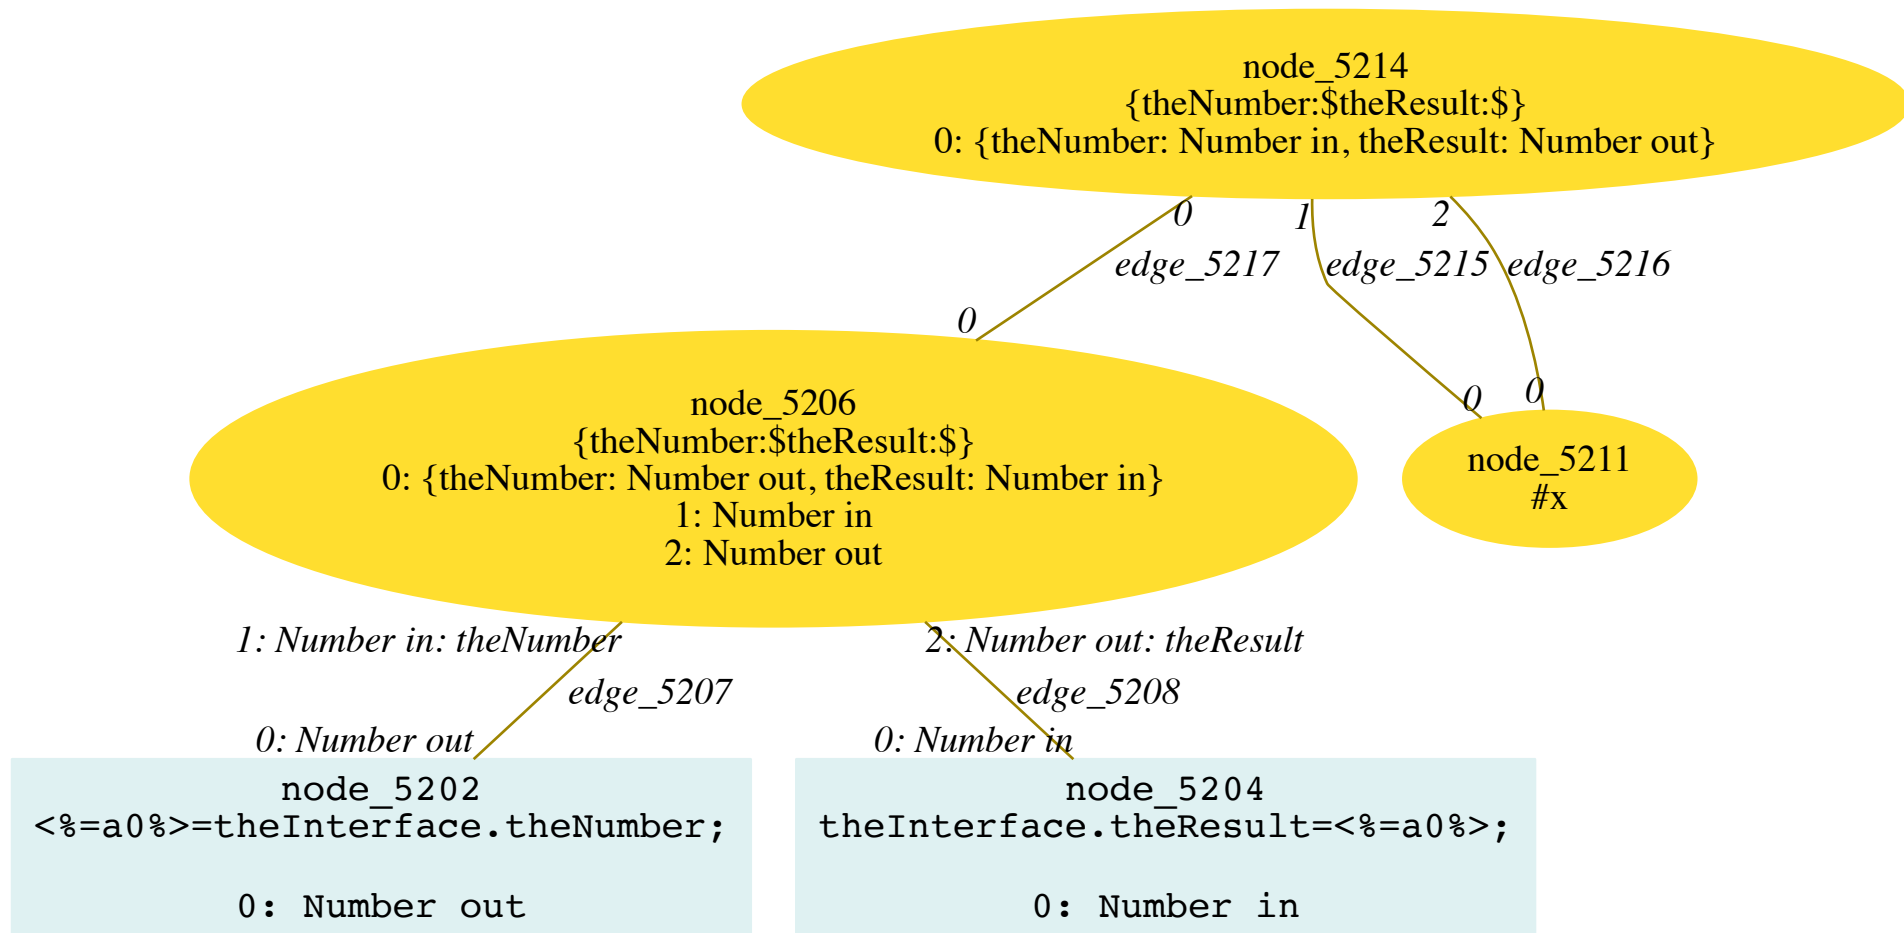 node_5214
{theNumber:$theResult:$}
0: {theNumber: Number in, theResult: Number out}
0
1
2
edge_5217
edge_5215
edge_5216
0
0
0
node_5206
{theNumber:$theResult:$}
0: {theNumber: Number out, theResult: Number in}
1: Number in
2: Number out
node_5211
#x
1: Number in: theNumber
2: Number out: theResult
edge_5207
edge_5208
0: Number out
0: Number in
node_5202
<%=a0%>=theInterface.theNumber;
0: Number out
node_5204
theInterface.theResult=<%=a0%>;
0: Number in